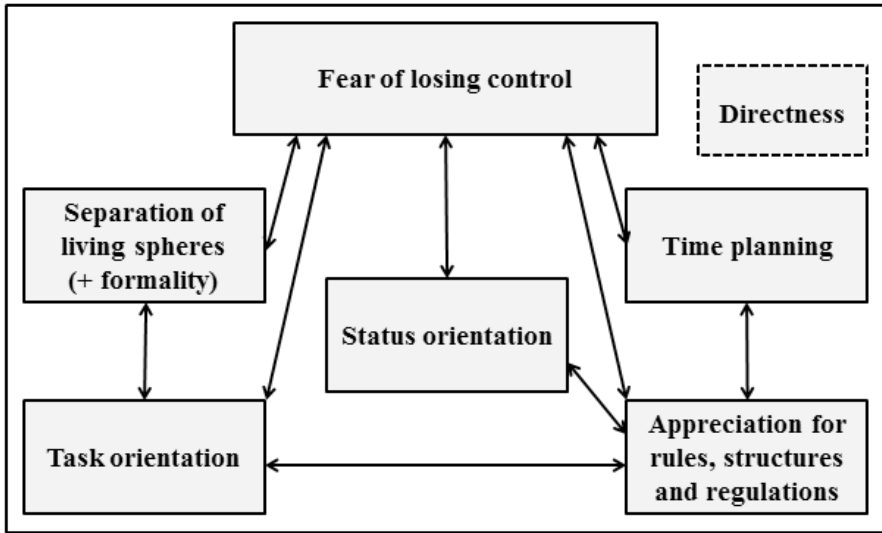 Fear of losing control
Directness
Separation of
living spheres
(+ formality)
Time planning
Status orientation
Task orientation
Appreciation for
rules, structures
and regulations